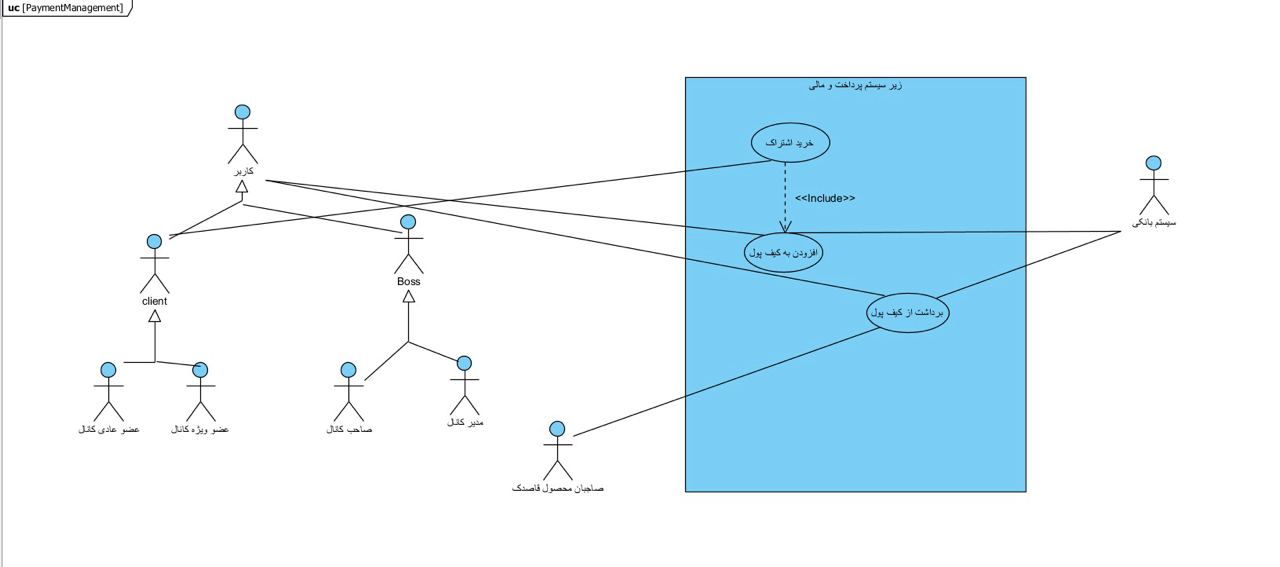 uc [PaymentManagement]
زیر سیستم پرداخت و مالی
خرید اشتراک
<<Include>>
افزودن به کیف پول
برداشت از کیف پول
کاربر
سیستم بانکی
client
Boss
عضو عادی کانال
عضو ویژه کانال
صاحب کانال
مدیر کانال
صاحبان محصول قاصدک